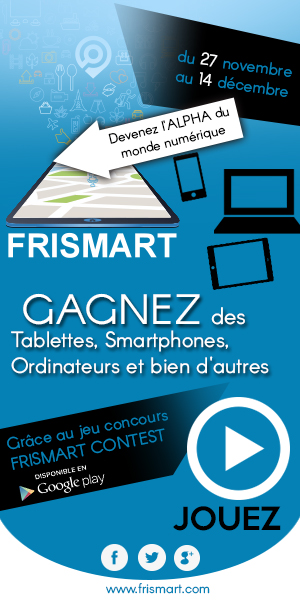 du 27 novembre
au 14 décembre
Devenez l'ALPHA du
monde numérique
FRISMART
GAGNEZ des
Tablettes, Smartphones,
Ordinateurs et bien d'autres
Grâce au jeu concours
FRISMART CONTEST
DISPONIBLE EN
Google play
JOUEZ
www.frismart.com